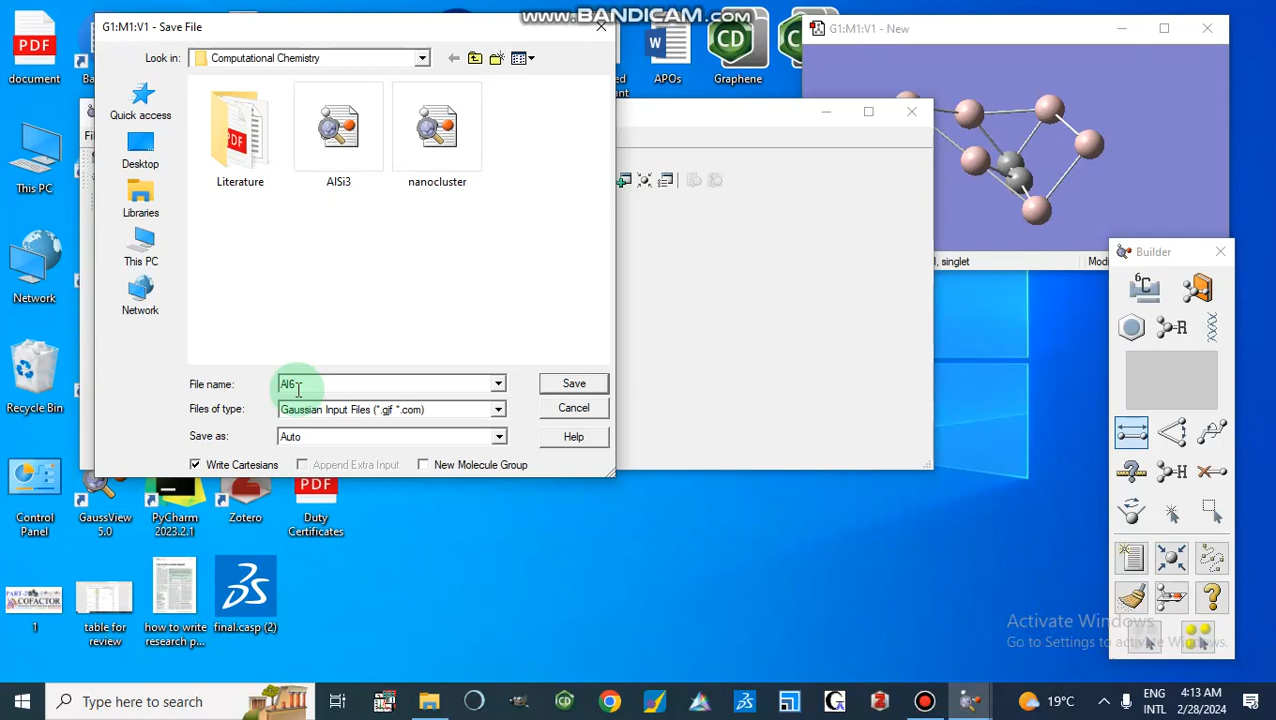 www.BANDICAM.com
G1:M1:V1 - Save File
Look in:
Computational Chemistry
Quick access
Desktop
Libraries
This PC
Network
Literature
AlSi3
nanocluster
File name:
Al6
Save
Files of type:
Gaussian Input Files (*.gjf *.com)
Cancel
Save as:
Auto
Help
Write Cartesians
Append Extra Input
New Molecule Group
G1:M1:V1 - New
singlet
Builder
PDF
document
This PC
Network
Recycle Bin
Control
Panel
GaussView
5.0
PyCharm
2023.2.1
Zotero
PDF
Duty
Certificates
1
table for
review
how to write
research p...
final.casp (2)
APOs
Graphene
Activate Windows
Go to Settings to activate Windows.
Type here to search
19°C
ENG
INTL
4:13 AM
2/28/2024